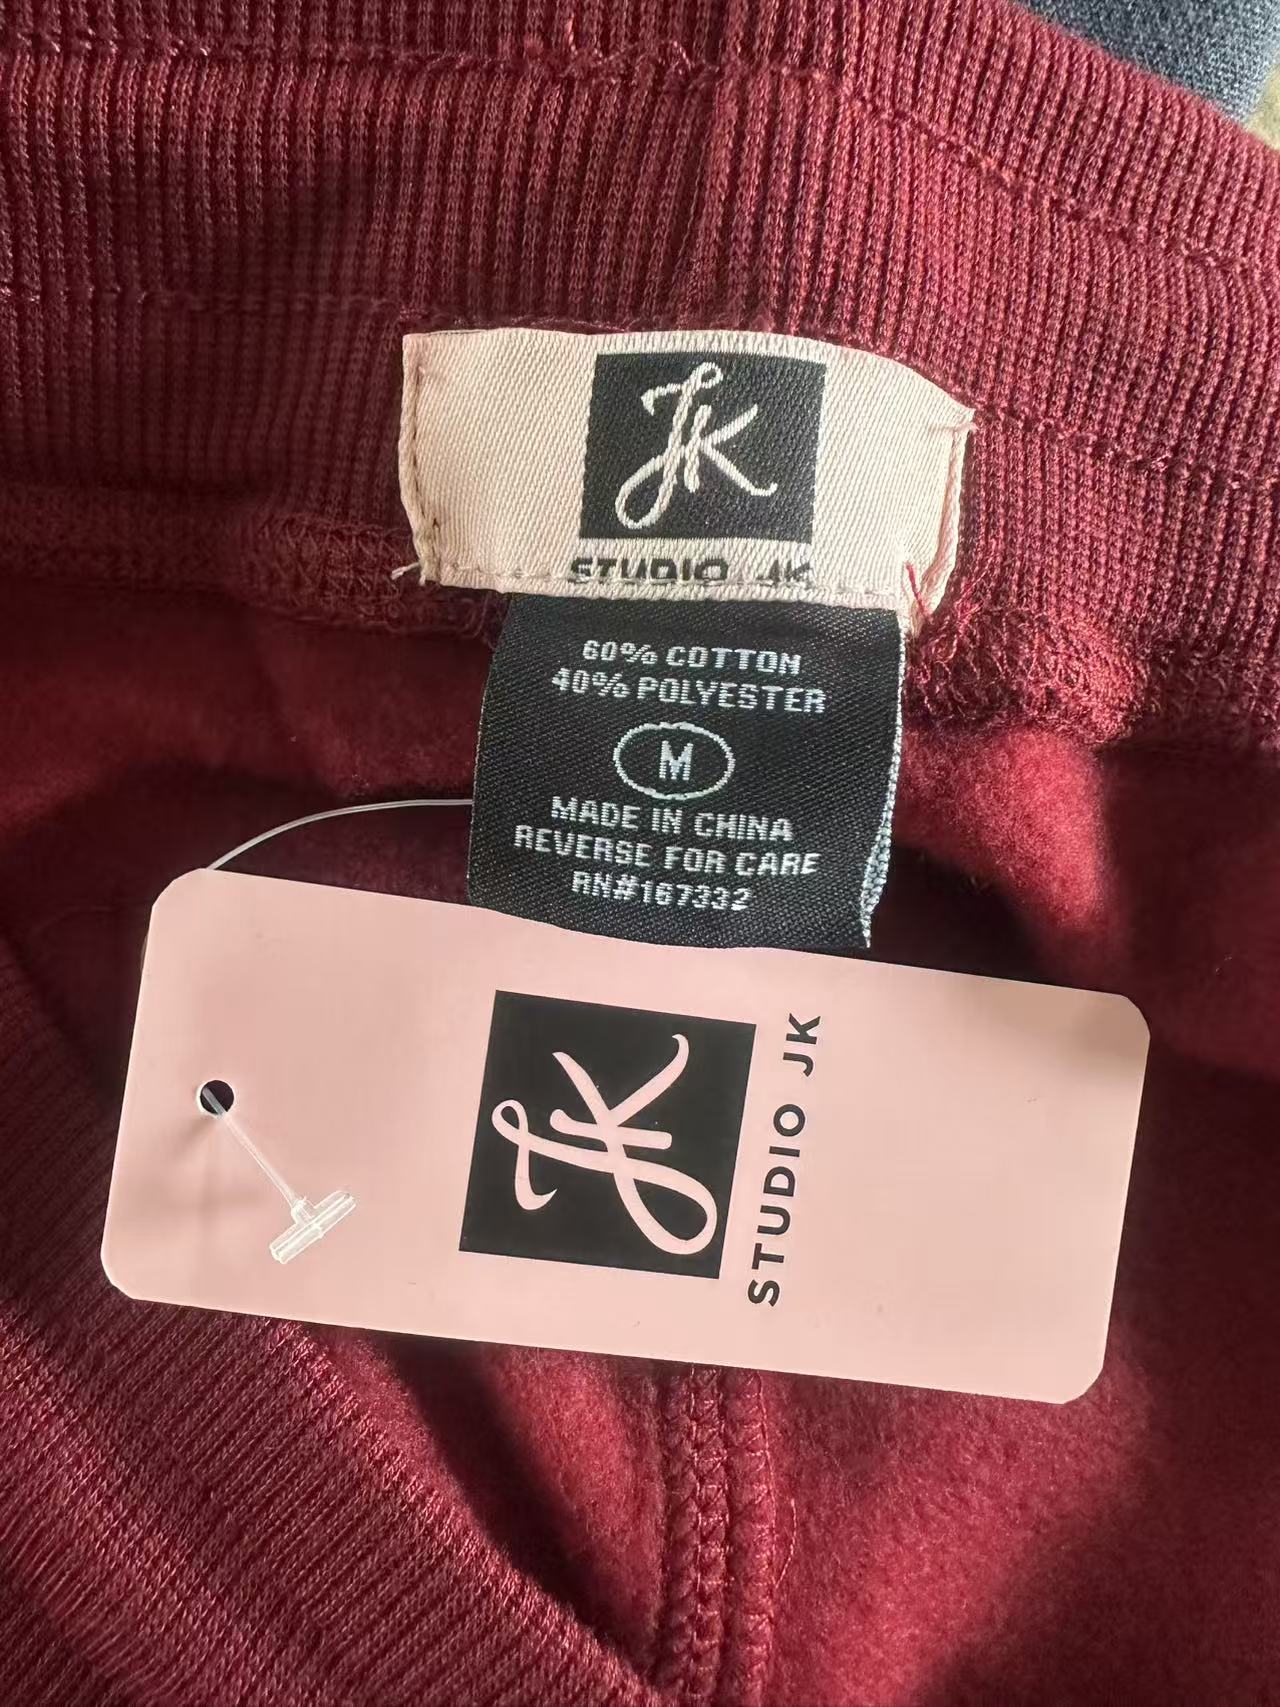 JK
STUDIO JK
60% COTTON
40% POLYESTER
M
MADE IN CHINA
REVERSE FOR CARE
RN#167332
JK
STUDIO JK